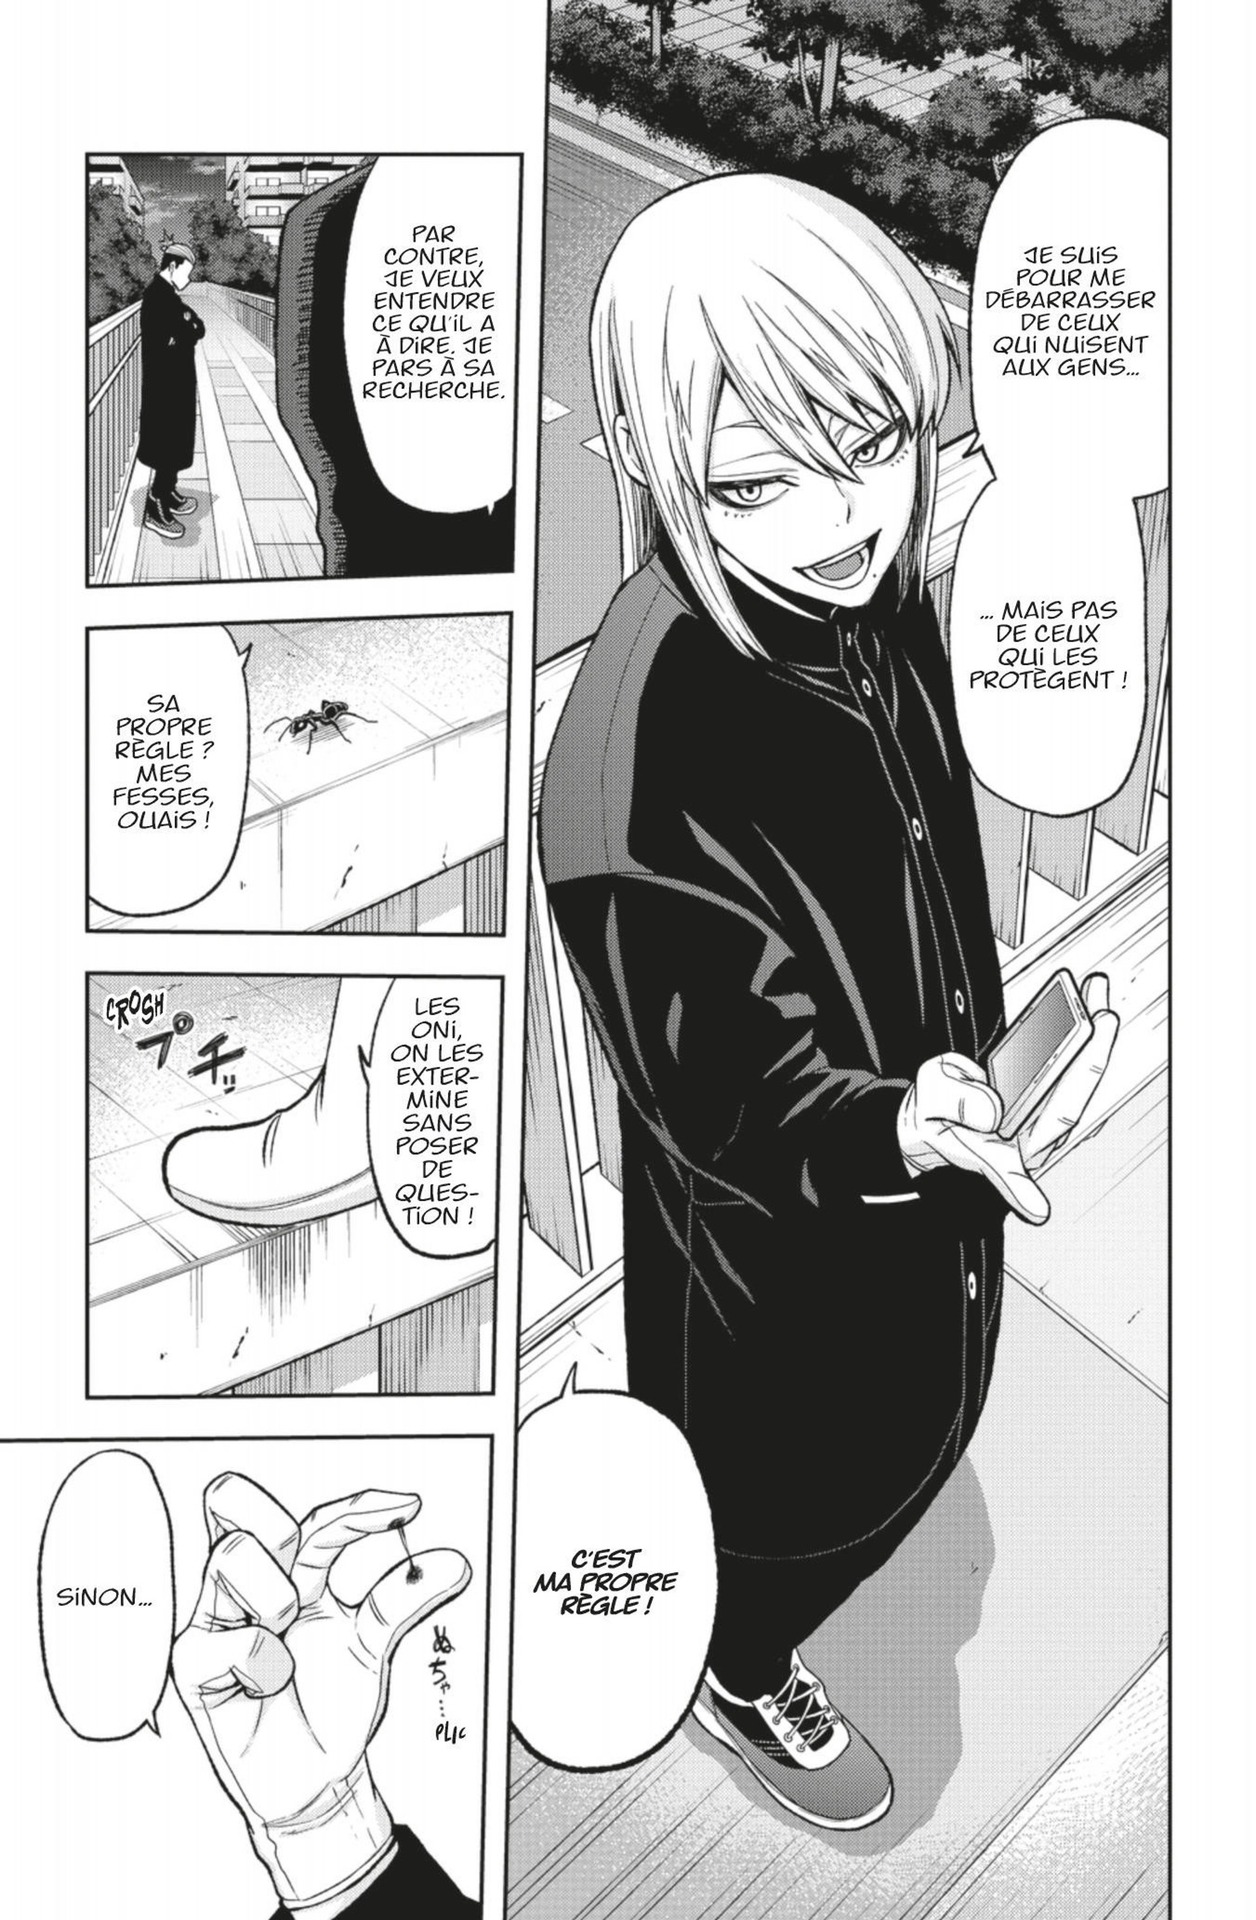 JE SUIS
POUR ME
DÉBARRASSER
DE CEUX
QUI NUISENT
AUX GENS...
... MAIS PAS
DE CEUX
QUI LES
PROTÈGENT !
C'EST
MA PROPRE
RÈGLE !
PAR
CONTRE,
JE VEUX
ENTENDRE
CE QU'IL A
À DIRE. JE
PARS À SA
RECHERCHE.
SA
PROPRE
RÈGLE ?
MES
FESSES,
OUAIS !
CROSH
プチッ
LES
ONI,
ON LES
EXTER-
MINE
SANS
POSER
DE
QUES-
TION !
SINON...
ぬちゃ…
PLIC